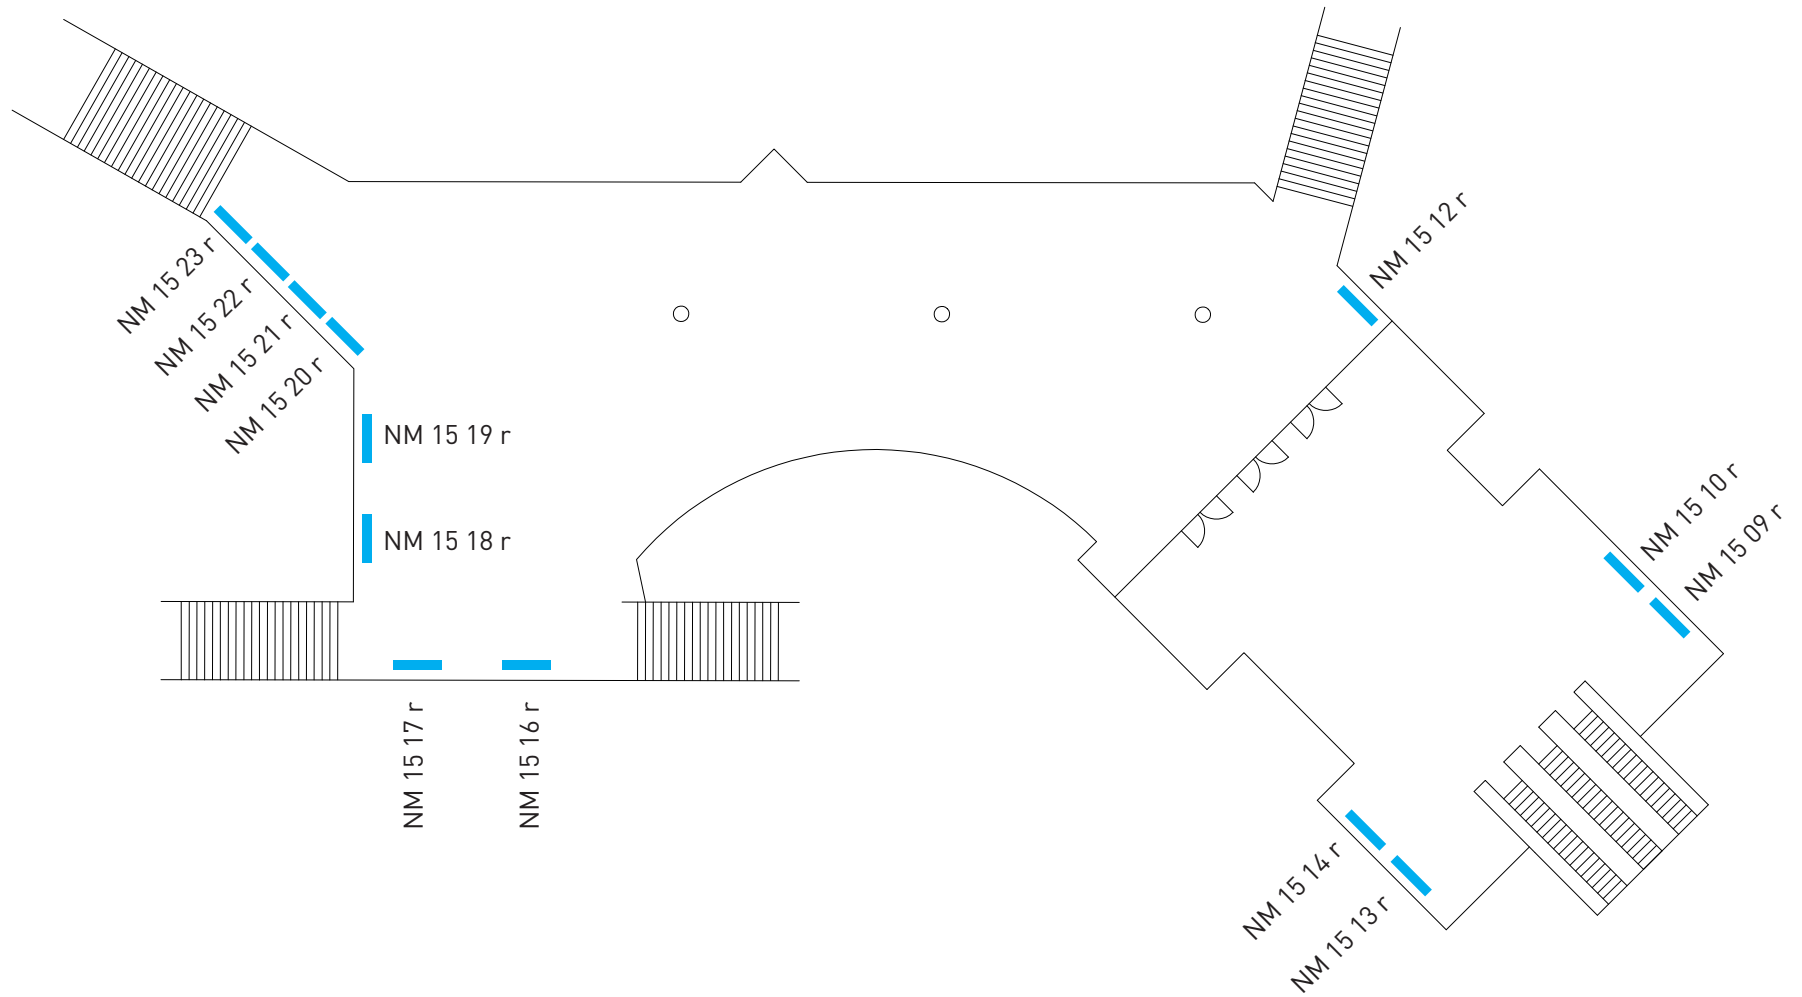 NM 15 12 r
NM 15 23 r
NM 15 22 r
NM 15 21 r
NM 15 20 r
NM 15 19 r
NM 15 18 r
NM 15 10 r
NM 15 09 r
NM 15 17 r
NM 15 16 r
NM 15 14 r
NM 15 13 r